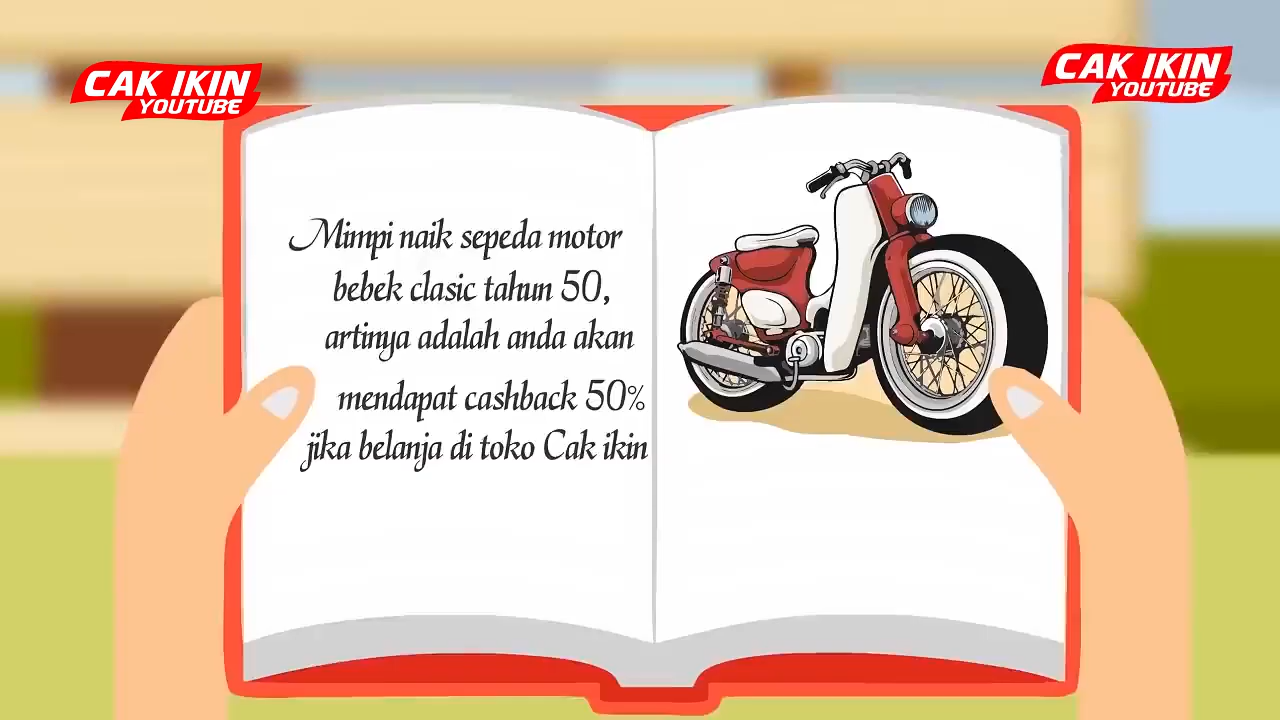 CAK IKIN
YOUTUBE
CAK IKIN
YOUTUBE
Mimpi naik sepeda motor
bebek clasic tahun 50,
artinya adalah anda akan
mendapat cashback 50%
jika belanja di toko Cak ikin